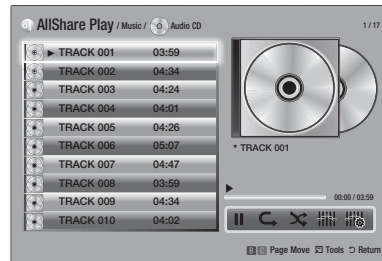 AllShare Play / Music / Audio CD 1 / 17
TRACK 001 03:59
TRACK 002 04:34
TRACK 003 04:24
TRACK 004 04:01
TRACK 005 04:26
TRACK 006 05:07
TRACK 007 04:47
TRACK 008 03:59
TRACK 009 04:34
TRACK 010 04:02
* TRACK 001
00:00 / 03:59
B C Page Move Tools Return